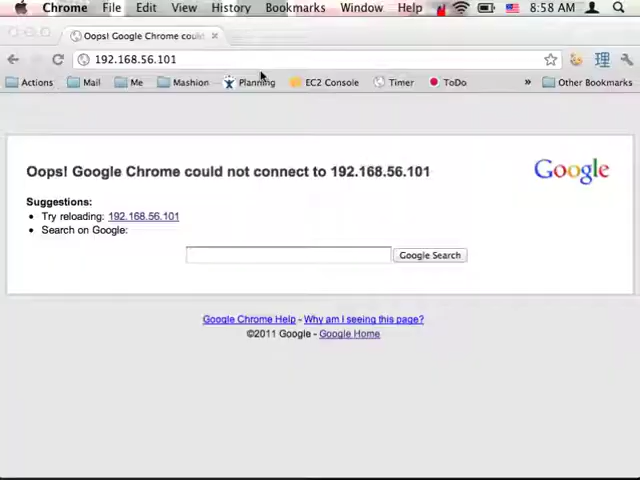 Chrome File Edit View History Bookmarks Window Help 8:58 AM
Oops! Google Chrome coul
192.168.56.101
Actions Mail Me Mashion Planning EC2 Console Timer ToDo » Other Bookmarks
理
Oops! Google Chrome could not connect to 192.168.56.101
Google
Suggestions:
• Try reloading: 192.168.56.101
• Search on Google:
Google Search
Google Chrome Help - Why am I seeing this page?
©2011 Google - Google Home